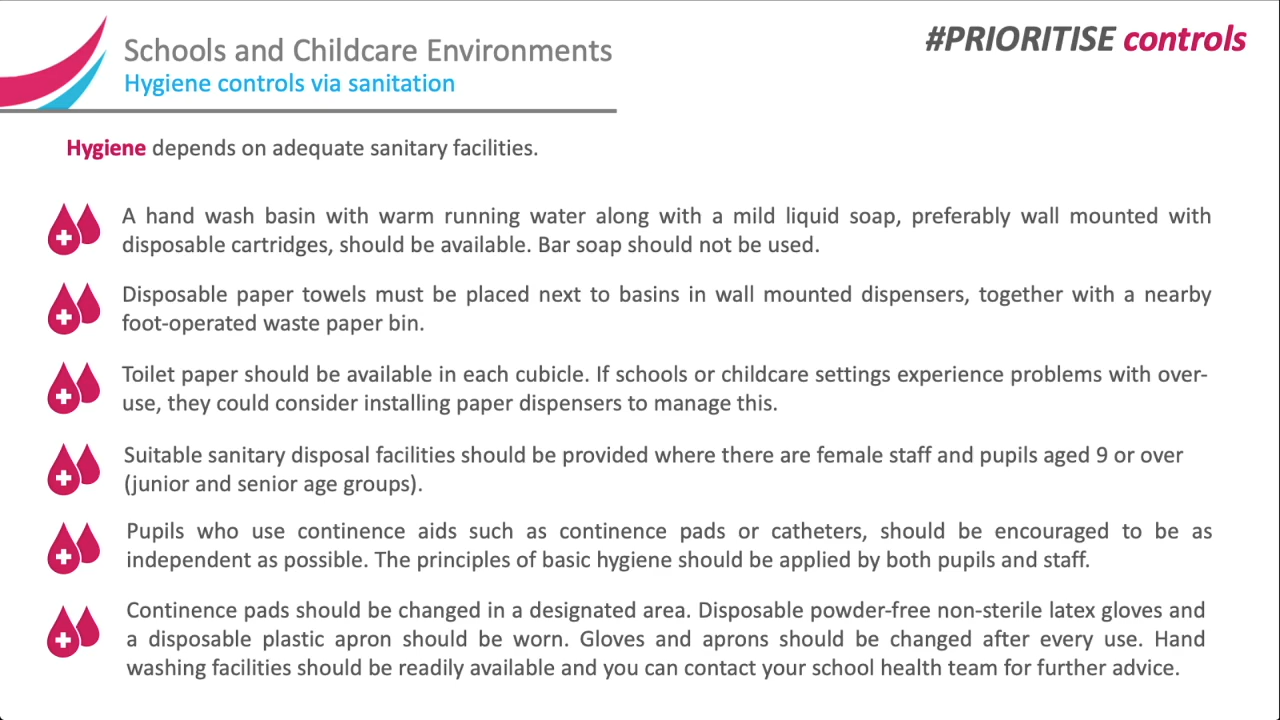 Schools and Childcare Environments
Hygiene controls via sanitation
#PRIORITISE controls
Hygiene depends on adequate sanitary facilities.
A hand wash basin with warm running water along with a mild liquid soap, preferably wall mounted with
disposable cartridges, should be available. Bar soap should not be used.
Disposable paper towels must be placed next to basins in wall mounted dispensers, together with a nearby
foot-operated waste paper bin.
Toilet paper should be available in each cubicle. If schools or childcare settings experience problems with over-
use, they could consider installing paper dispensers to manage this.
Suitable sanitary disposal facilities should be provided where there are female staff and pupils aged 9 or over
(junior and senior age groups).
Pupils who use continence aids such as continence pads or catheters, should be encouraged to be as
independent as possible. The principles of basic hygiene should be applied by both pupils and staff.
Continence pads should be changed in a designated area. Disposable powder-free non-sterile latex gloves and
a disposable plastic apron should be worn. Gloves and aprons should be changed after every use. Hand
washing facilities should be readily available and you can contact your school health team for further advice.